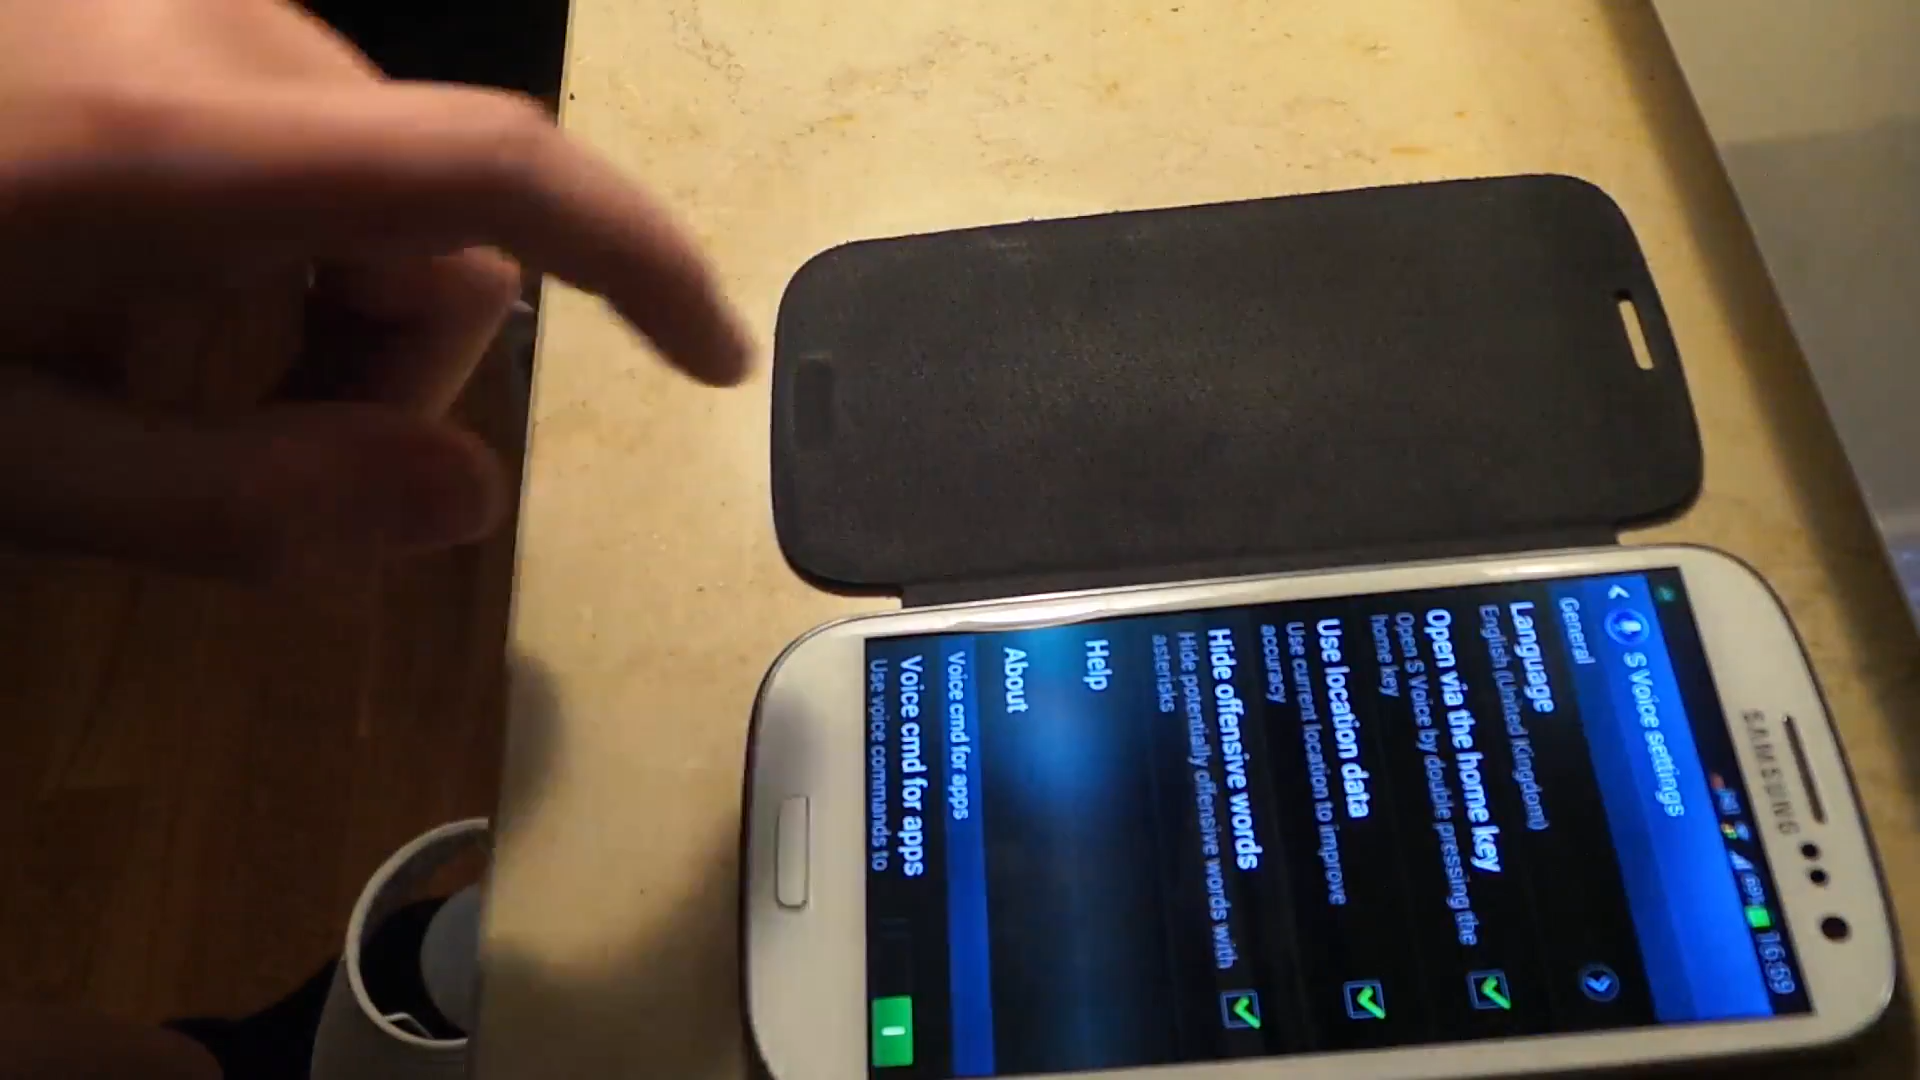 SAMSUNG
16:59
S Voice settings
General
Language
English (United Kingdom)
Open via the home key
Open S Voice by double pressing the
home key
Use location data
Use current location to improve
accuracy
Hide offensive words
Hide potentially offensive words with
asterisks
Help
About
Voice cmd for apps
Voice cmd for apps
Use voice commands to